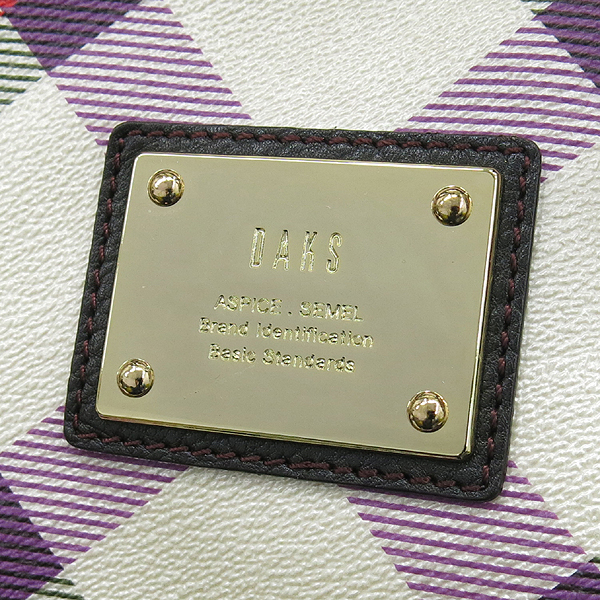 DAKS
ASPICE . SEMEL
Brand Identification
Basic Standards